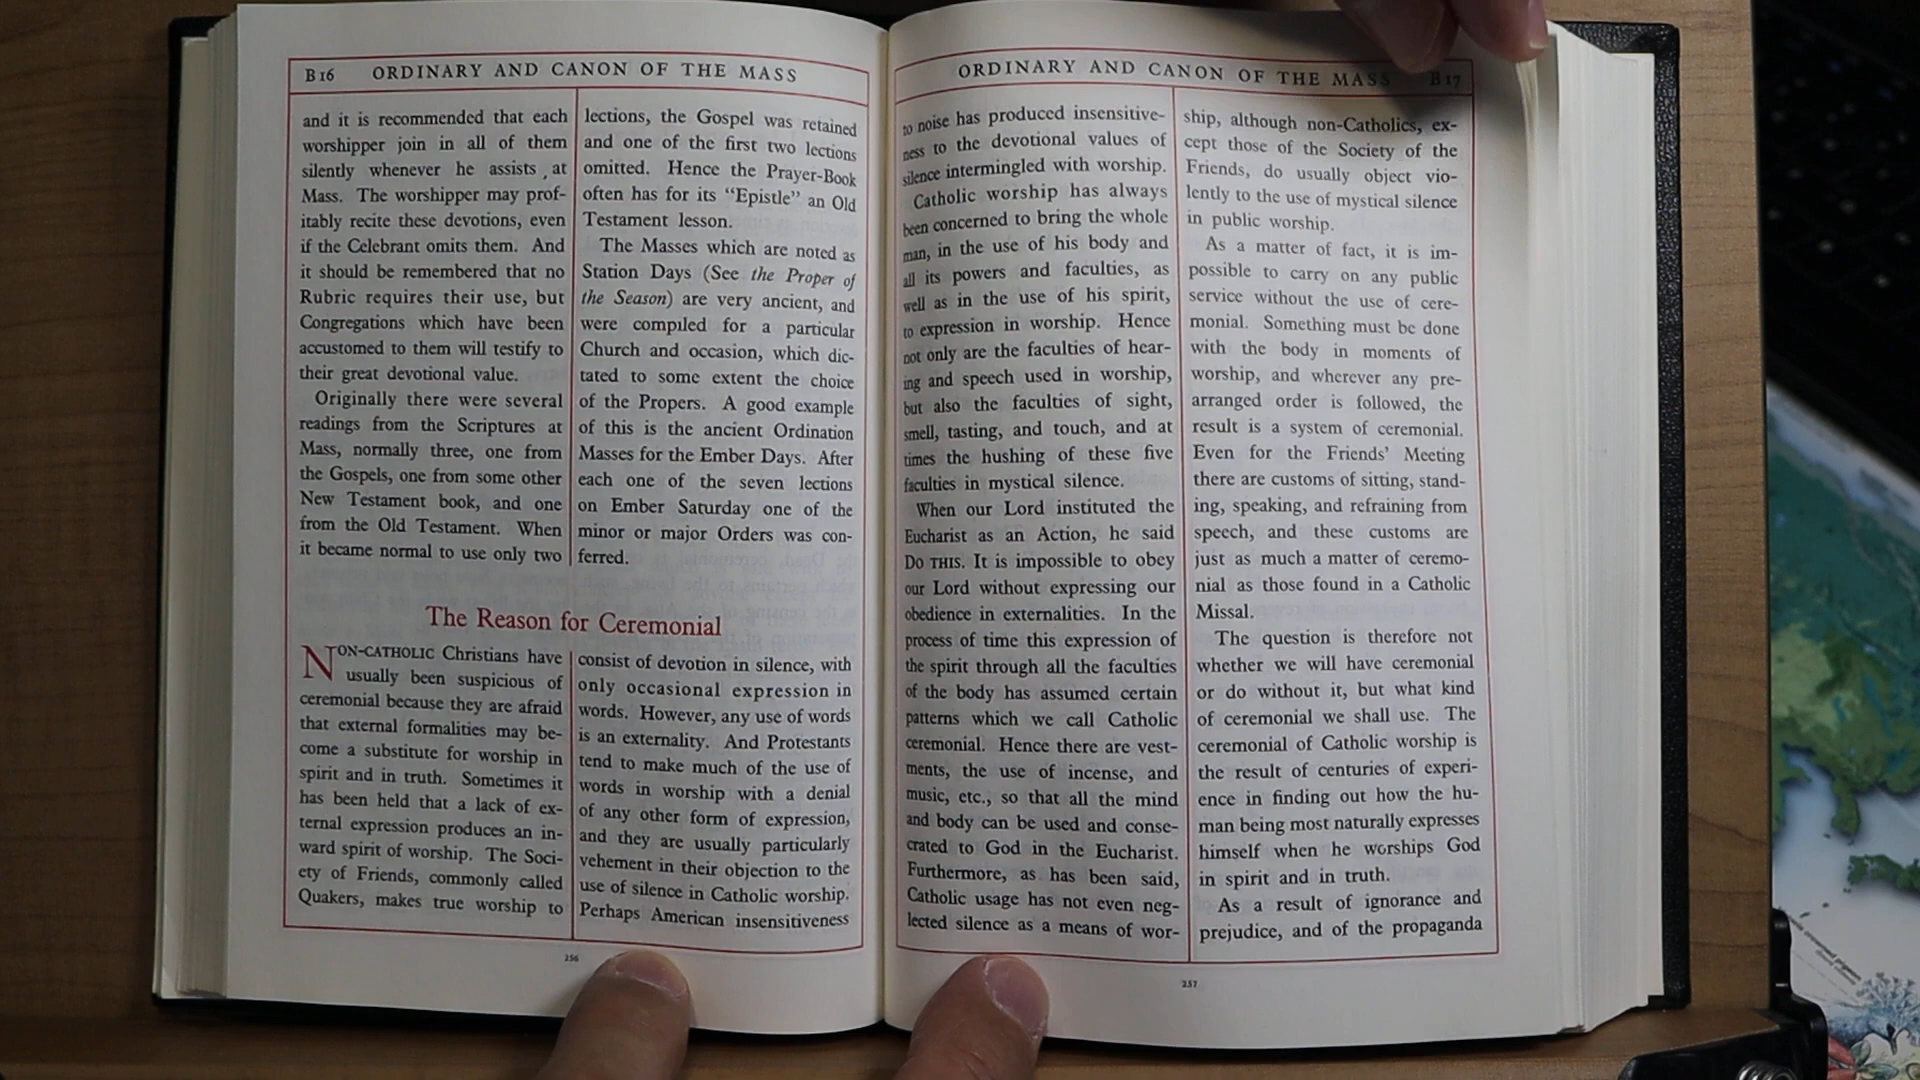 B16 ORDINARY AND CANON OF THE MASS
and it is recommended that each
worshipper join in all of them
silently whenever he assists at
Mass. The worshipper may prof-
itably recite these devotions, even
if the Celebrant omits them. And
it should be remembered that no
Rubric requires their use, but
Congregations which have been
accustomed to them will testify to
their great devotional value.
Originally there were several
readings from the Scriptures at
Mass, normally three, one from
the Gospels, one from some other
New Testament book, and one
from the Old Testament. When
it became normal to use only two
lections, the Gospel was retained
and one of the first two lections
omitted. Hence the Prayer-Book
often has for its “Epistle” an Old
Testament lesson.
The Masses which are noted as
Station Days (See the Proper of
the Season) are very ancient, and
were compiled for a particular
Church and occasion, which dic-
tated to some extent the choice
of the Propers. A good example
of this is the ancient Ordination
Masses for the Ember Days. After
each one of the seven lections
on Ember Saturday one of the
minor or major Orders was con-
ferred.
The Reason for Ceremonial
NON-CATHOLIC Christians have
usually been suspicious of
ceremonial because they are afraid
that external formalities may be-
come a substitute for worship in
spirit and in truth. Sometimes it
has been held that a lack of ex-
ternal expression produces an in-
ward spirit of worship. The Soci-
ety of Friends, commonly called
Quakers, makes true worship to
consist of devotion in silence, with
only occasional expression in
words. However, any use of words
is an externality. And Protestants
tend to make much of the use of
words in worship with a denial
of any other form of expression,
and they are usually particularly
vehement in their objection to the
use of silence in Catholic worship.
Perhaps American insensitiveness
256
ORDINARY AND CANON OF THE MASS B17
to noise has produced insensitive-
ness to the devotional values of
silence intermingled with worship.
Catholic worship has always
been concerned to bring the whole
man, in the use of his body and
all its powers and faculties, as
well as in the use of his spirit,
to expression in worship. Hence
not only are the faculties of hear-
ing and speech used in worship,
but also the faculties of sight,
smell, tasting, and touch, and at
times the hushing of these five
faculties in mystical silence.
When our Lord instituted the
Eucharist as an Action, he said
DO THIS. It is impossible to obey
our Lord without expressing our
obedience in externalities. In the
process of time this expression of
the spirit through all the faculties
of the body has assumed certain
patterns which we call Catholic
ceremonial. Hence there are vest-
ments, the use of incense, and
music, etc., so that all the mind
and body can be used and conse-
crated to God in the Eucharist.
Furthermore, as has been said,
Catholic usage has not even neg-
lected silence as a means of wor-
ship, although non-Catholics, ex-
cept those of the Society of the
Friends, do usually object vio-
lently to the use of mystical silence
in public worship.
As a matter of fact, it is im-
possible to carry on any public
service without the use of cere-
monial. Something must be done
with the body in moments of
worship, and wherever any pre-
arranged order is followed, the
result is a system of ceremonial.
Even for the Friends’ Meeting
there are customs of sitting, stand-
ing, speaking, and refraining from
speech, and these customs are
just as much a matter of ceremo-
nial as those found in a Catholic
Missal.
The question is therefore not
whether we will have ceremonial
or do without it, but what kind
of ceremonial we shall use. The
ceremonial of Catholic worship is
the result of centuries of experi-
ence in finding out how the hu-
man being most naturally expresses
himself when he worships God
in spirit and in truth.
As a result of ignorance and
prejudice, and of the propaganda
257